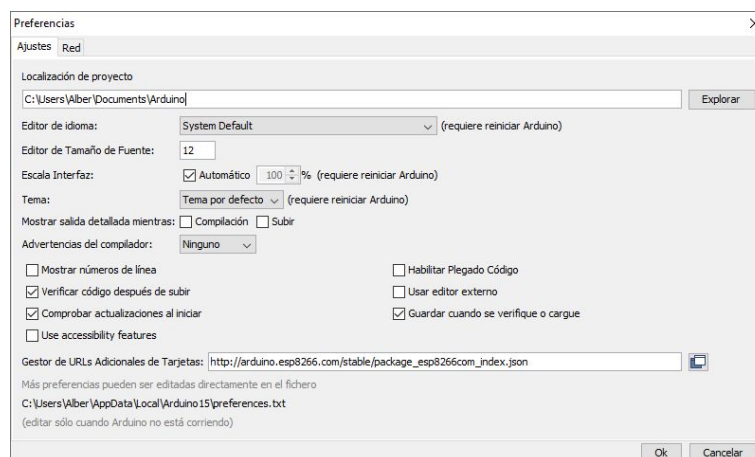 Preferencias
Ajustes Red
Localización de proyecto
C:\Users\Alber\Documents\Arduino Explorar
Editor de idioma: System Default (requiere reiniciar Arduino)
Editor de Tamaño de Fuente: 12
Escala Interfaz: Automático 100 % (requiere reiniciar Arduino)
Tema: Tema por defecto (requiere reiniciar Arduino)
Mostrar salida detallada mientras: Compilación Subir
Advertencias del compilador: Ninguno
Mostrar números de línea Habilitar Plegado Código
Verificar código después de subir Usar editor externo
Comprobar actualizaciones al iniciar Guardar cuando se verifique o cargue
Use accessibility features
Gestor de URLs Adicionales de Tarjetas: http://arduino.esp8266.com/stable/package_esp8266com_index.json
Más preferencias pueden ser editadas directamente en el fichero
C:\Users\Alber\AppData\Local\Arduino15\preferences.txt
(editar sólo cuando Arduino no está corriendo)
Ok Cancelar